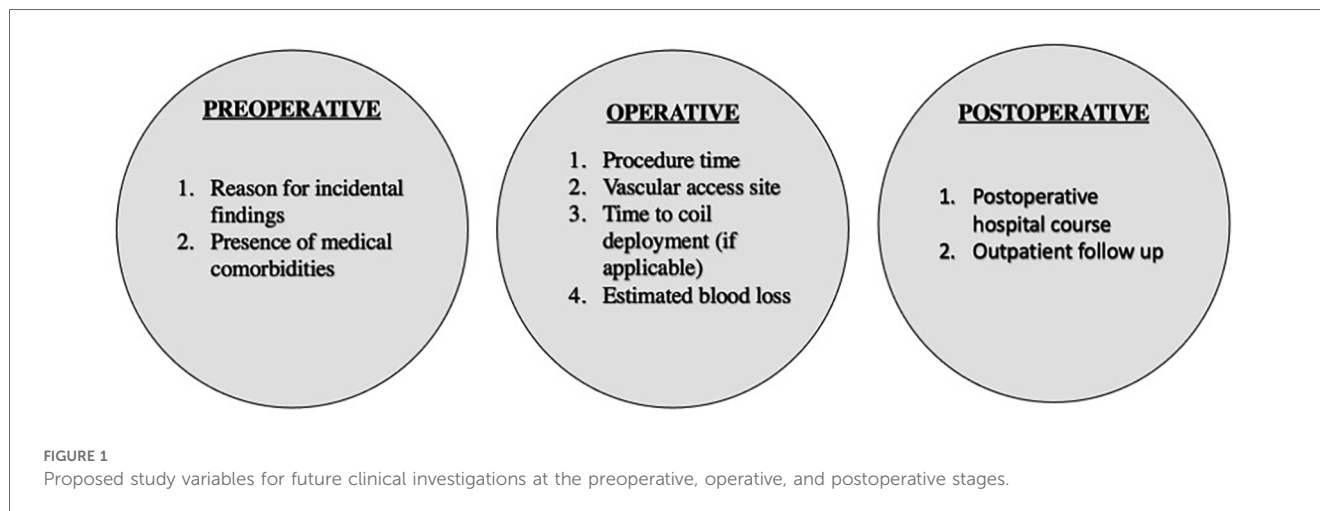 PREOPERATIVE
1. Reason for incidental
findings
2. Presence of medical
comorbidities
OPERATIVE
1. Procedure time
2. Vascular access site
3. Time to coil
deployment (if
applicable)
4. Estimated blood loss
POSTOPERATIVE
1. Postoperative
hospital course
2. Outpatient follow up
FIGURE 1
Proposed study variables for future clinical investigations at the preoperative, operative, and postoperative stages.